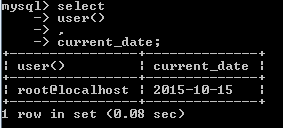 mysql> select
    -> user()
    -> ,
    -> current_date;
+----------------+--------------+
| user()         | current_date |
+----------------+--------------+
| root@localhost | 2015-10-15   |
+----------------+--------------+
1 row in set (0.08 sec)